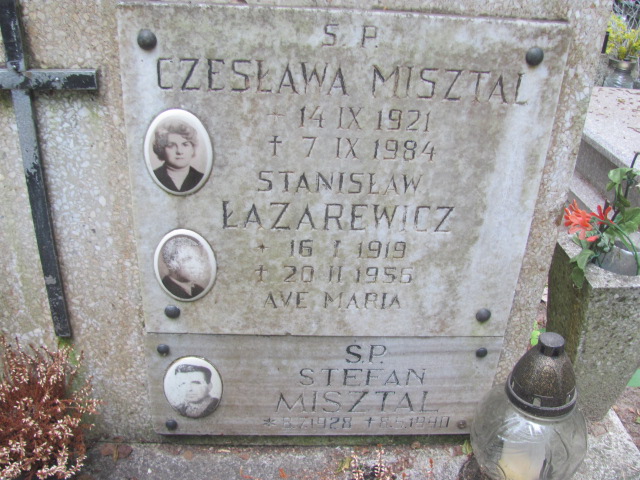 Ś. P.
CZESŁAWA MISZTAL
* 14 IX 1921
+ 7 IX 1984
STANISŁAW
ŁAZAREWICZ
* 16 I 1919
+ 20 II 1956
AVE MARIA
Ś.P.
STEFAN
MISZTAL